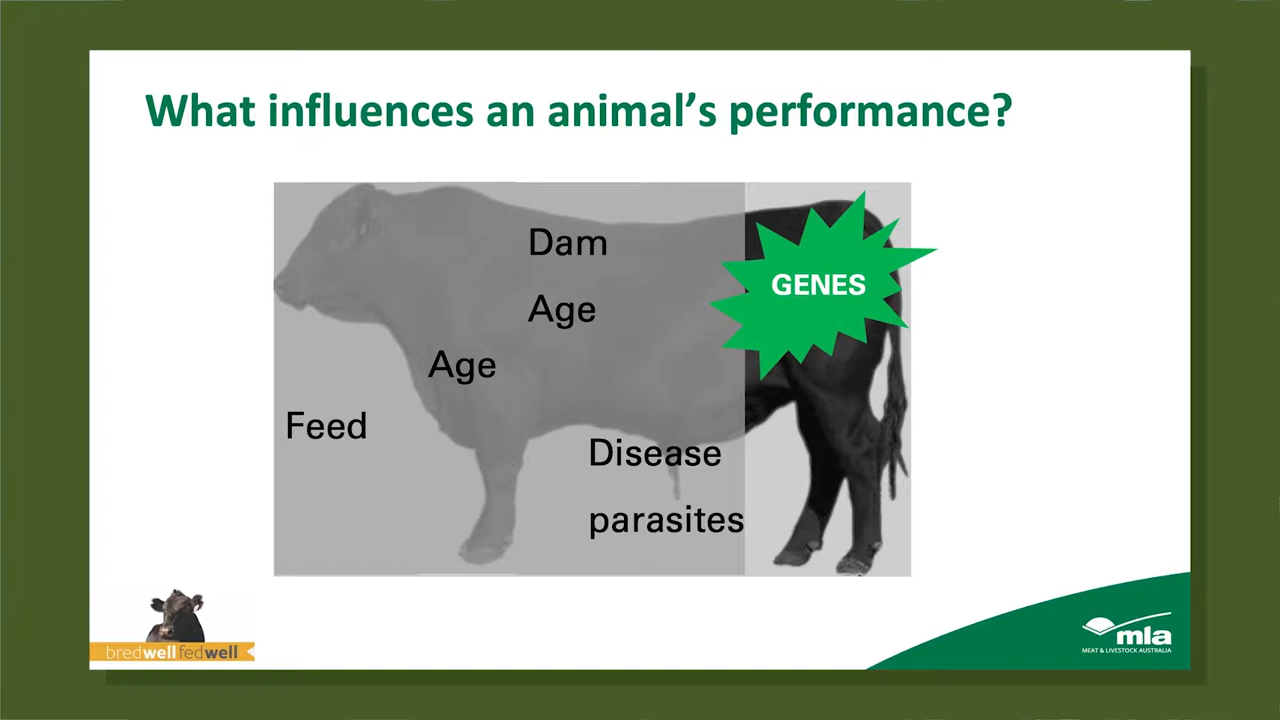 What influences an animal's performance?
Dam
Age
GENES
Age
Feed
Disease
parasites
bredwellfedwell
mla
MEAT & LIVESTOCK AUSTRALIA